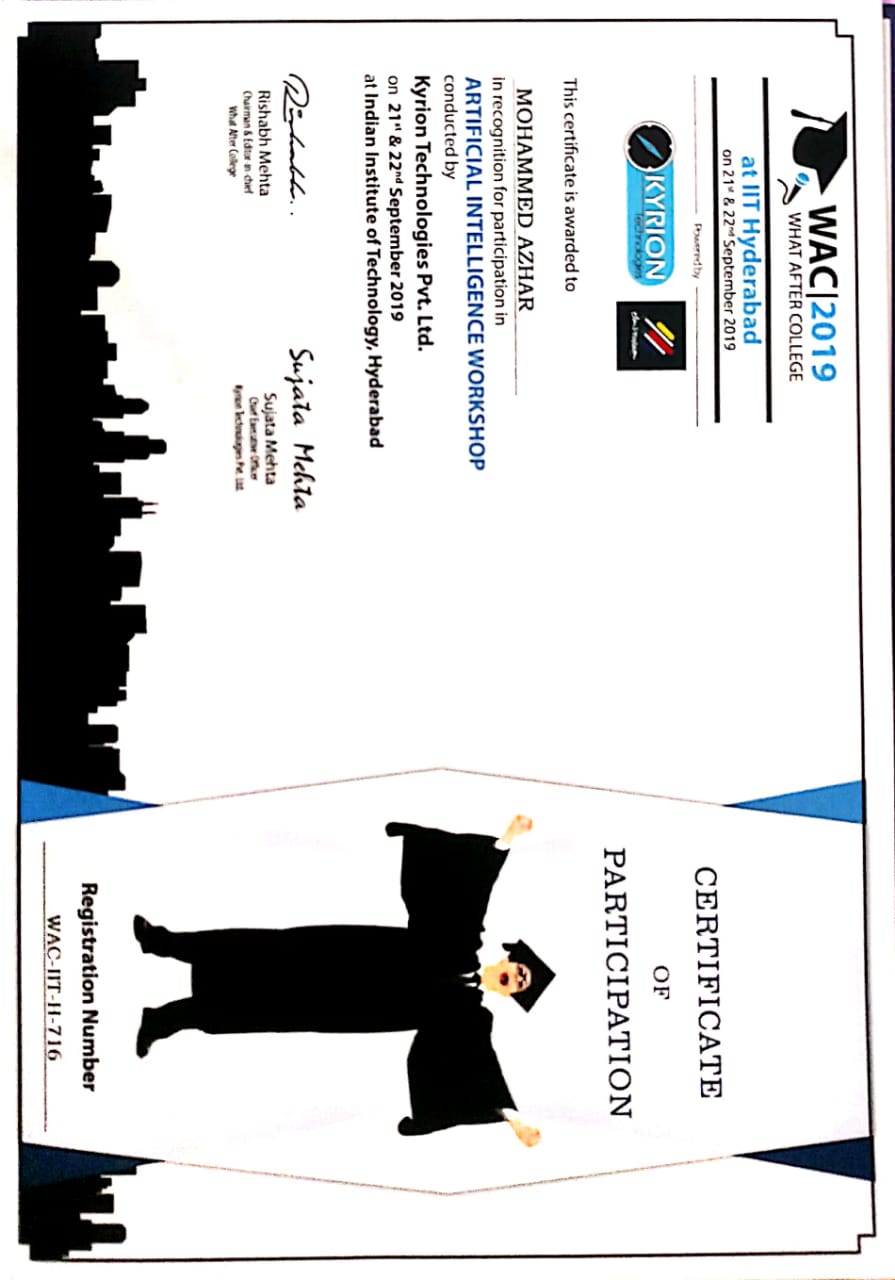 WAC|2019
WHAT AFTER COLLEGE
at IIT Hyderabad
on 21st & 22nd September 2019
Powered by
KYRION
Technologies
This certificate is awarded to
MOHAMMED AZHAR
in recognition for participation in
ARTIFICIAL INTELLIGENCE WORKSHOP
conducted by
Kyrion Technologies Pvt. Ltd.
on 21st & 22nd September 2019
at Indian Institute of Technology, Hyderabad
Rishabh..
Rishabh Mehta
Chairman & Editor-in-chief
What After College
Sujata Mehta
Sujata Mehta
Chief Executive Officer
Kyrion Technologies Pvt. Ltd.
CERTIFICATE
OF
PARTICIPATION
Registration Number
WAC-IIT-H-716